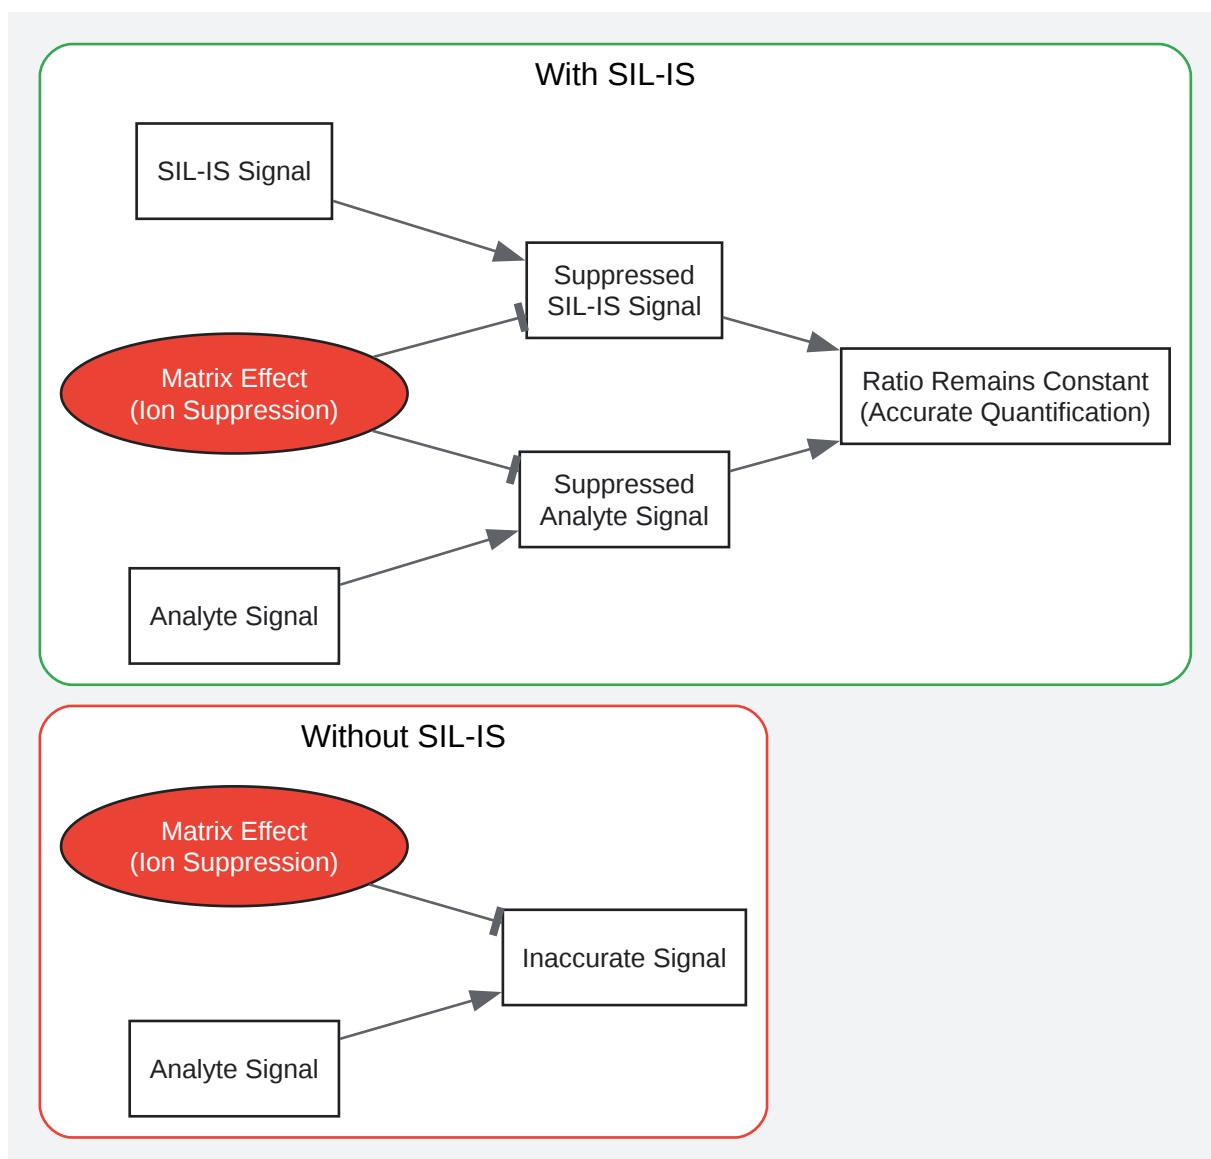 With SIL-IS
SIL-IS Signal
Suppressed
SIL-IS Signal
Matrix Effect
(Ion Suppression)
Ratio Remains Constant
(Accurate Quantification)
Suppressed
Analyte Signal
Analyte Signal
Without SIL-IS
Matrix Effect
(Ion Suppression)
Inaccurate Signal
Analyte Signal